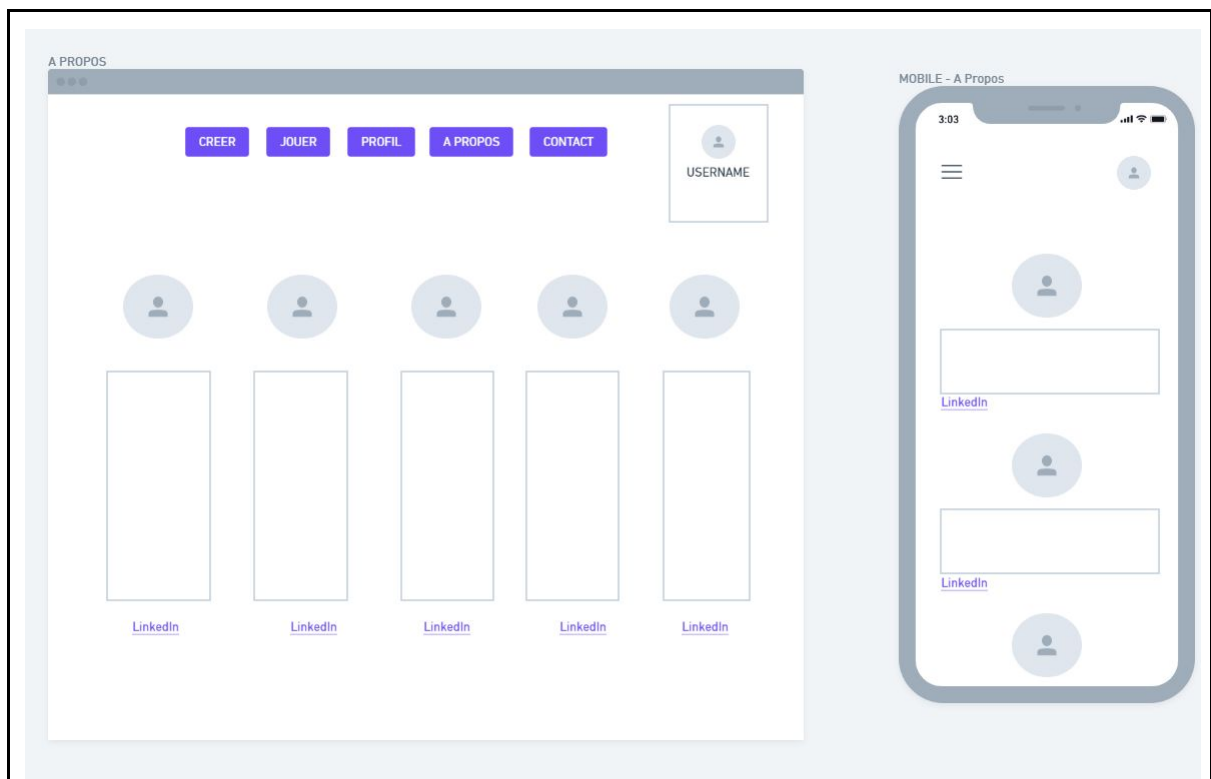 A PROPOS
CREER JOUER PROFIL A PROPOS CONTACT
USERNAME
LinkedIn LinkedIn LinkedIn LinkedIn LinkedIn
MOBILE - A Propos
3:03
LinkedIn
LinkedIn